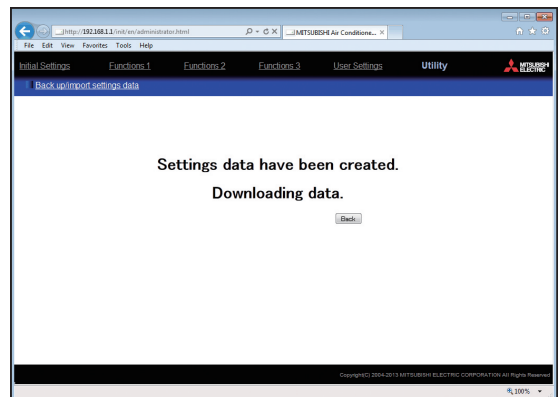 http://192.168.1.1/init/en/administrator.html
MITSUBISHI Air Conditione...
File Edit View Favorites Tools Help
Initial Settings Functions 1 Functions 2 Functions 3 User Settings Utility MITSUBISHI ELECTRIC
Back up/import settings data
Settings data have been created.
Downloading data.
Back
Copyright(C) 2004-2013 MITSUBISHI ELECTRIC CORPORATION All Rights Reserved
100%